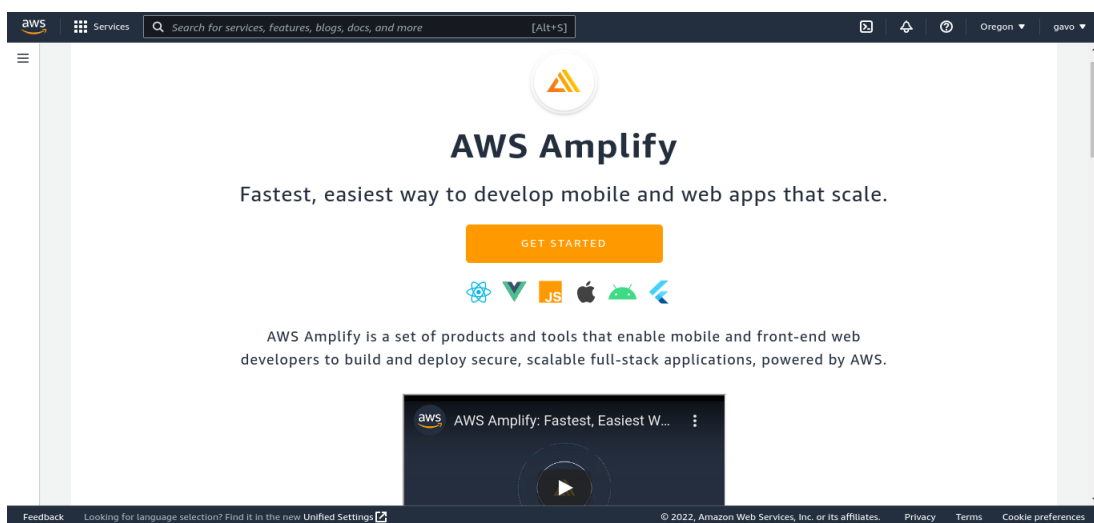 aws Services Search for services, features, blogs, docs, and more [Alt+S] Oregon gavo
AWS Amplify
Fastest, easiest way to develop mobile and web apps that scale.
GET STARTED
JS
AWS Amplify is a set of products and tools that enable mobile and front-end web
developers to build and deploy secure, scalable full-stack applications, powered by AWS.
aws AWS Amplify: Fastest, Easiest W...
Feedback Looking for language selection? Find it in the new Unified Settings © 2022, Amazon Web Services, Inc. or its affiliates. Privacy Terms Cookie preferences